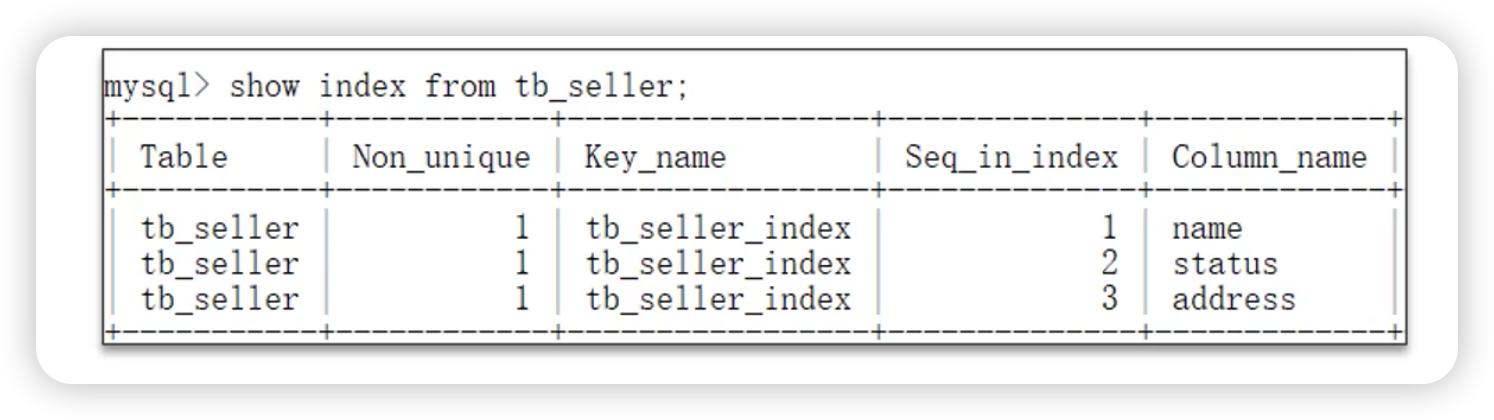 mysql> show index from tb_seller;
+-----------+------------+-----------------+--------------+-------------+
| Table | Non_unique | Key_name | Seq_in_index | Column_name |
+-----------+------------+-----------------+--------------+-------------+
| tb_seller | 1 | tb_seller_index | 1 | name |
| tb_seller | 1 | tb_seller_index | 2 | status |
| tb_seller | 1 | tb_seller_index | 3 | address |
+-----------+------------+-----------------+--------------+-------------+